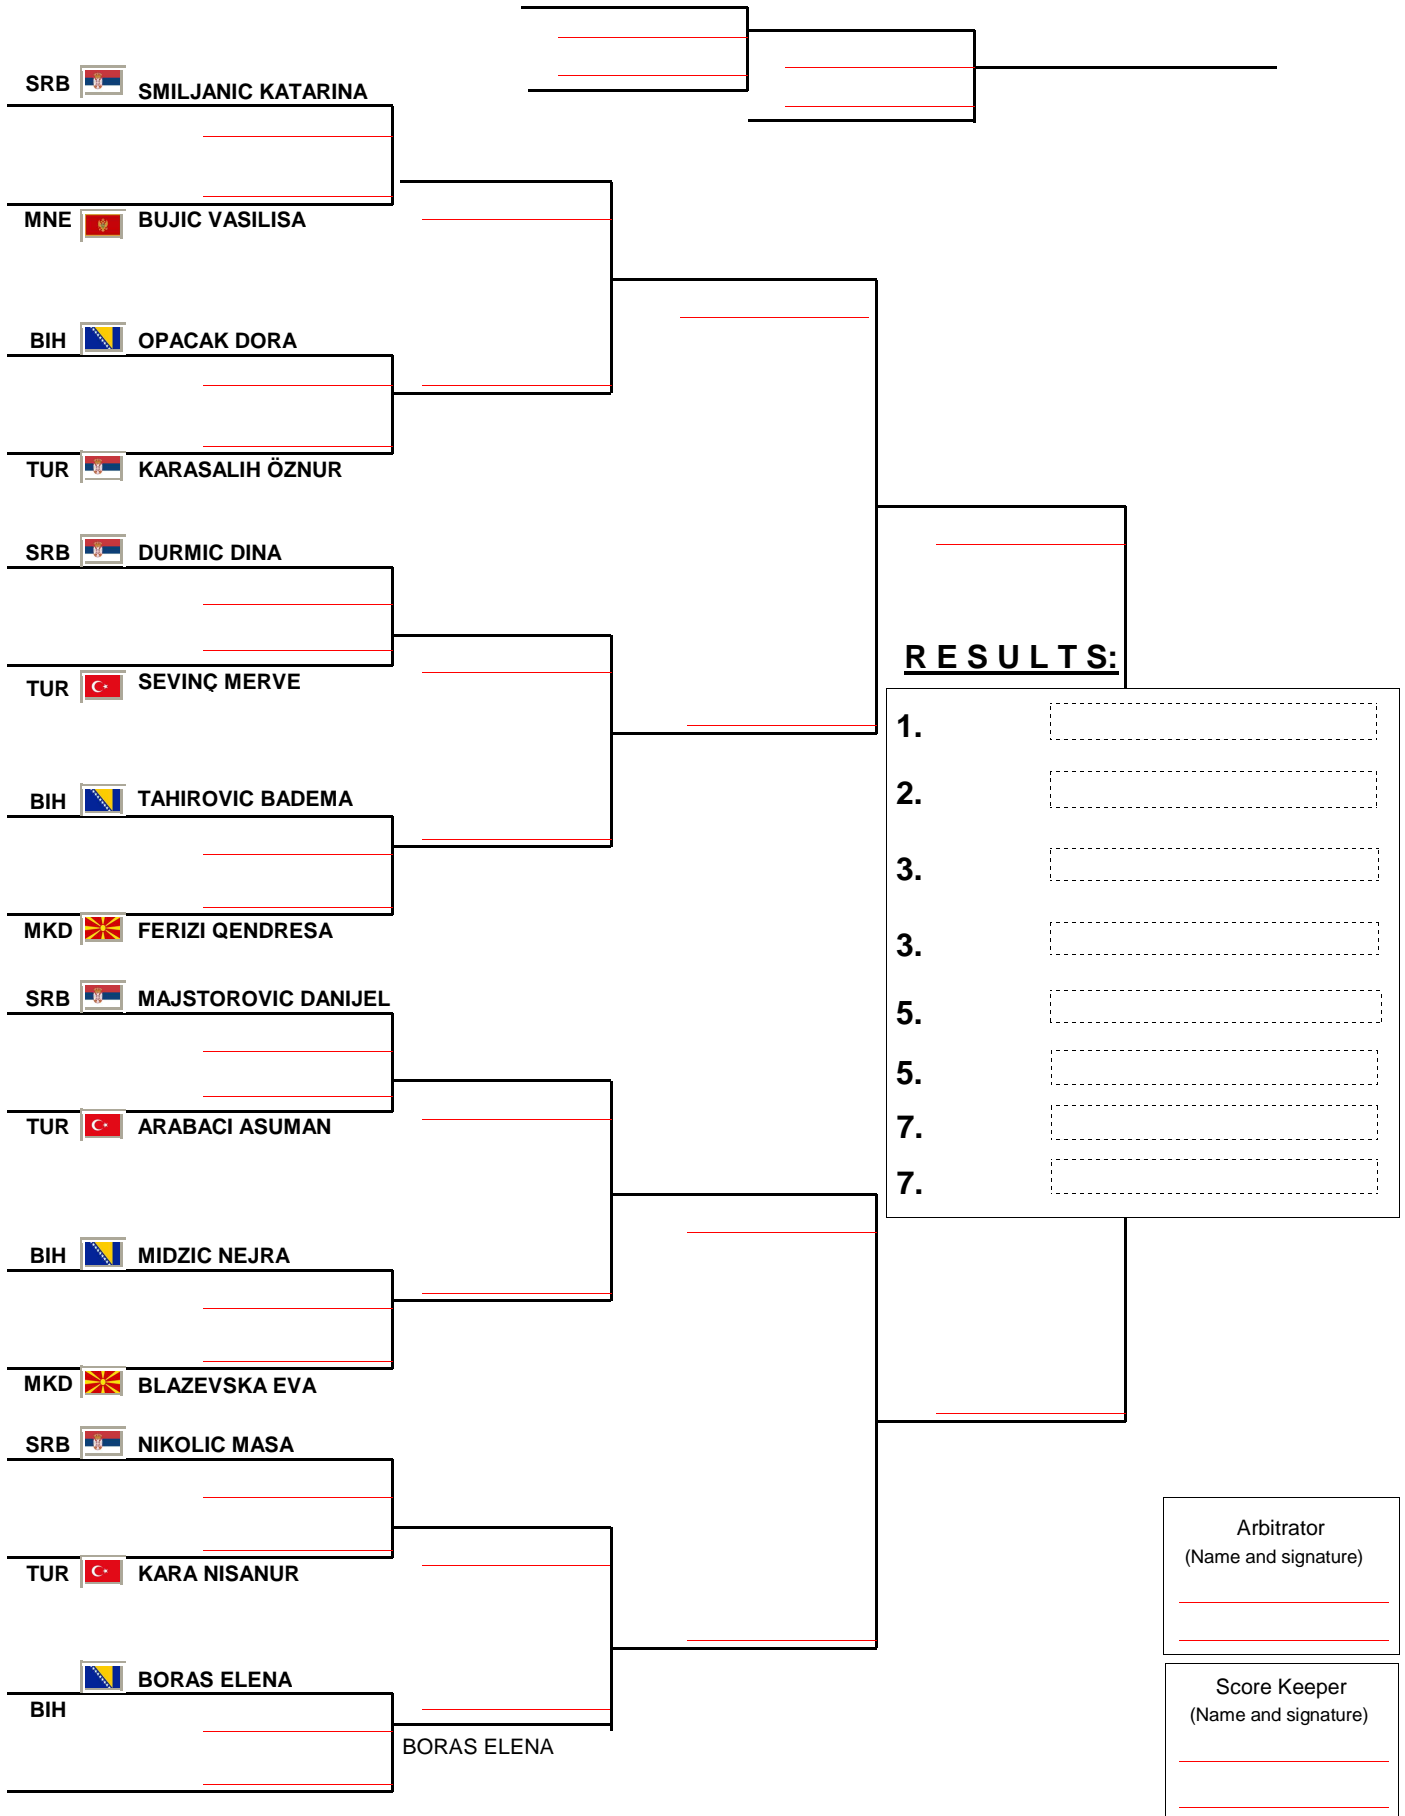 SRB SMILJANIC KATARINA
MNE BUJIC VASILISA
BIH OPACAK DORA
TUR KARASALIH ÖZNUR
SRB DURMIC DINA
TUR SEVINÇ MERVE
BIH TAHIROVIC BADEMA
MKD FERIZI QENDRESA
SRB MAJSTOROVIC DANIJEL
TUR ARABACI ASUMAN
BIH MIDZIC NEJRA
MKD BLAZEVSKA EVA
SRB NIKOLIC MASA
TUR KARA NISANUR
BORAS ELENA
BIH
BORAS ELENA
R E S U L T S:
1.
2.
3.
3.
5.
5.
7.
7.
Arbitrator
(Name and signature)
Score Keeper
(Name and signature)